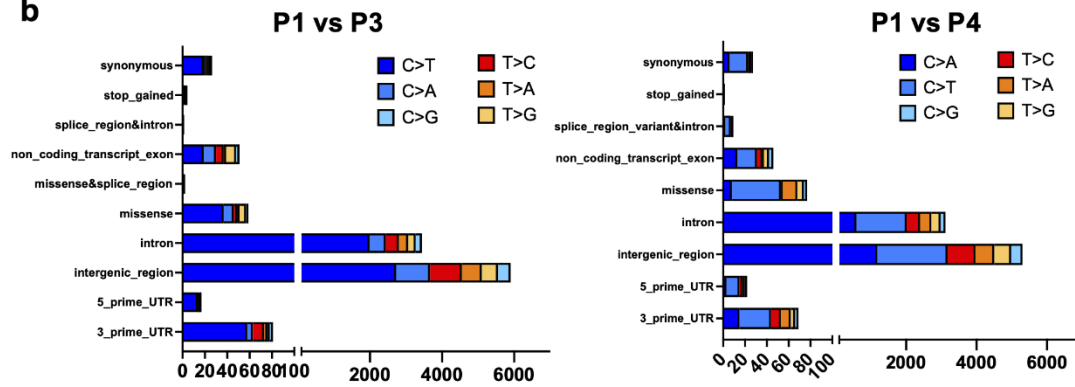 b
P1 vs P3
C>T
T>C
C>A
T>A
C>G
T>G
synonymous
stop_gained
splice_region&intron
non_coding_transcript_exon
missense&splice_region
missense
intron
intergenic_region
5_prime_UTR
3_prime_UTR
0 20 40 60 80 100 2000 4000 6000
P1 vs P4
C>A
T>C
C>T
T>A
C>G
T>G
synonymous
stop_gained
splice_region_variant&intron
non_coding_transcript_exon
missense
intron
intergenic_region
5_prime_UTR
3_prime_UTR
0 20 40 60 80 100 2000 4000 6000